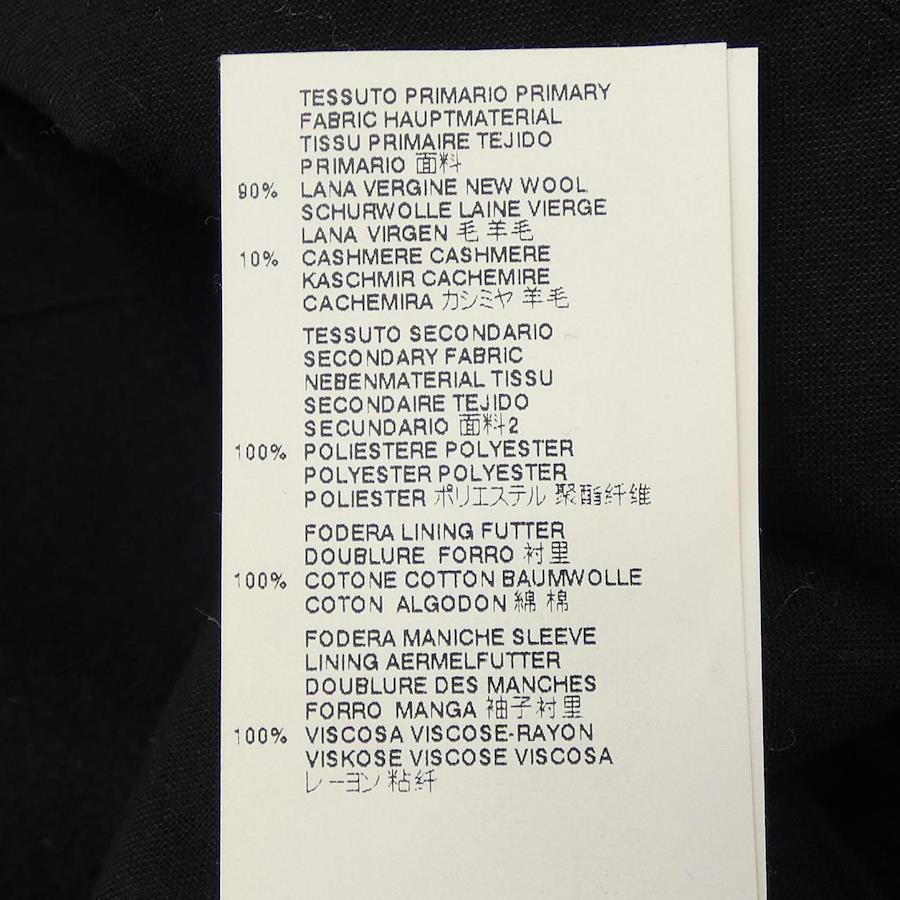 TESSUTO PRIMARIO PRIMARY
FABRIC HAUPTMATERIAL
TISSU PRIMAIRE TEJIDO
PRIMARIO 面料
90% LANA VERGINE NEW WOOL
SCHURWOLLE LAINE VIERGE
LANA VIRGEN 毛 羊毛
10% CASHMERE CASHMERE
KASCHMIR CACHEMIRE
CACHEMIRA カシミヤ 羊毛
TESSUTO SECONDARIO
SECONDARY FABRIC
NEBENMATERIAL TISSU
SECONDAIRE TEJIDO
SECUNDARIO 面料2
100% POLIESTERE POLYESTER
POLYESTER POLYESTER
POLIESTER ポリエステル 聚酯纤维
FODERA LINING FUTTER
DOUBLURE FORRO 衬里
100% COTONE COTTON BAUMWOLLE
COTON ALGODON 綿 棉
FODERA MANICHE SLEEVE
LINING AERMELFUTTER
DOUBLURE DES MANCHES
FORRO MANGA 袖子衬里
100% VISCOSA VISCOSE-RAYON
VISKOSE VISCOSE VISCOSA
レーヨン 粘纤